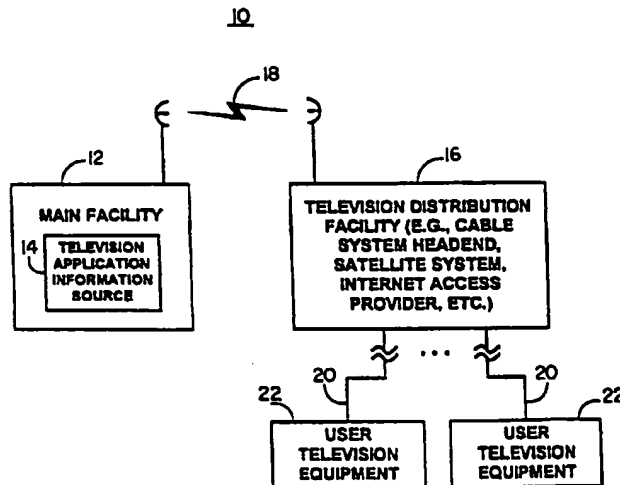 10
18
12
16
MAIN FACILITY
14
TELEVISION
APPLICATION
INFORMATION
SOURCE
TELEVISION DISTRIBUTION
FACILITY (E.G., CABLE
SYSTEM HEADEND,
SATELLITE SYSTEM,
INTERNET ACCESS
PROVIDER, ETC.)
...
20
20
22
22
USER
TELEVISION
EQUIPMENT
USER
TELEVISION
EQUIPMENT